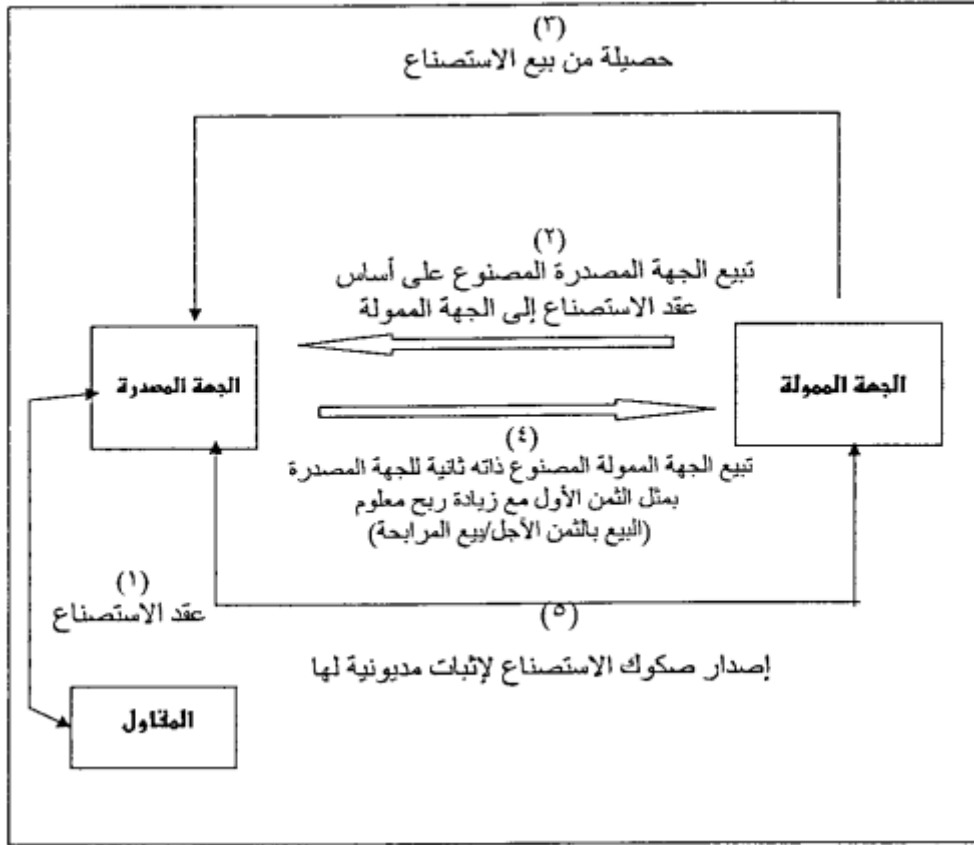 (٣)
حصيلة من بيع الاستصناع
(٢)
تبيع الجهة المصدرة المصنوع على أساس
عقد الاستصناع إلى الجهة الممولة
الجهة الممولة
الجهة المصدرة
(٤)
تبيع الجهة الممولة المصنوع ذاته ثانية للجهة المصدرة
بمثل الثمن الأول مع زيادة ربح معلوم
(البيع بالثمن الآجل/بيع المرابحة)
(١)
عقد الاستصناع
(٥)
إصدار صكوك الاستصناع لإثبات مديونية لها
المقاول